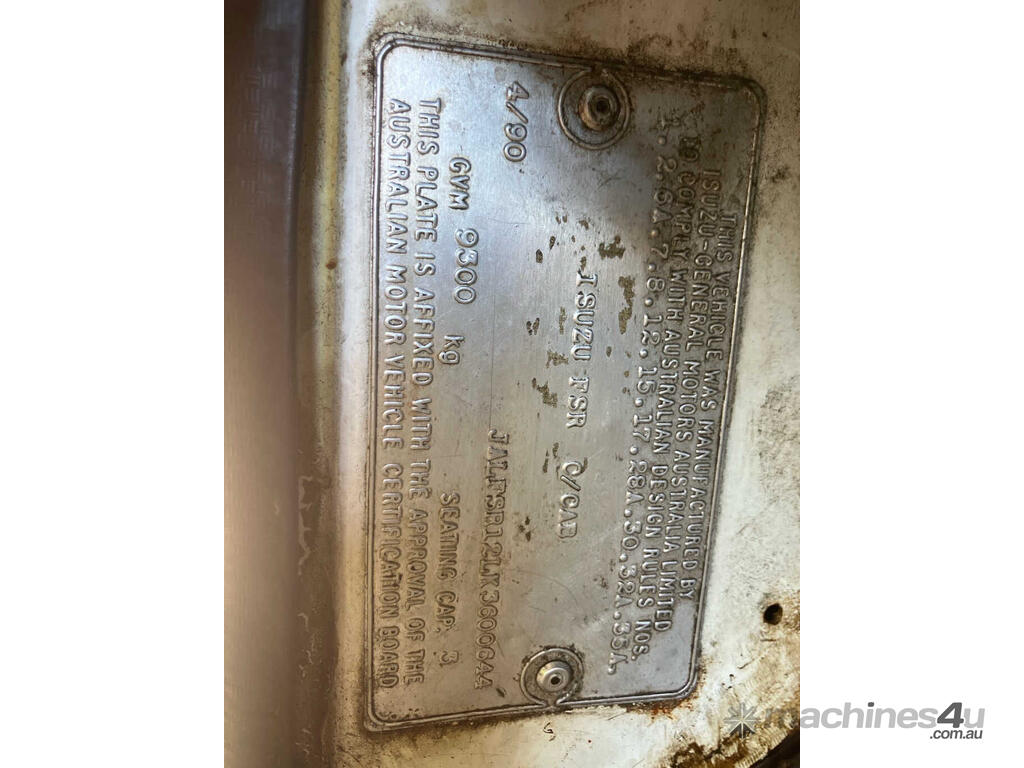 THIS VEHICLE WAS MANUFACTURED BY
ISUZU-GENERAL MOTORS AUSTRALIA LIMITED
TO COMPLY WITH AUSTRALIAN DESIGN RULES NOS.
2.6A.7.8.12.15.17.28A.30.32A.35A.
ISUZU FSR C/CAB
4/90 JALFSR12LK3600644
GVM 9300 kg SEATING CAP. 3
THIS PLATE IS AFFIXED WITH THE APPROVAL OF THE
AUSTRALIAN MOTOR VEHICLE CERTIFICATION BOARD
machines4u
.com.au